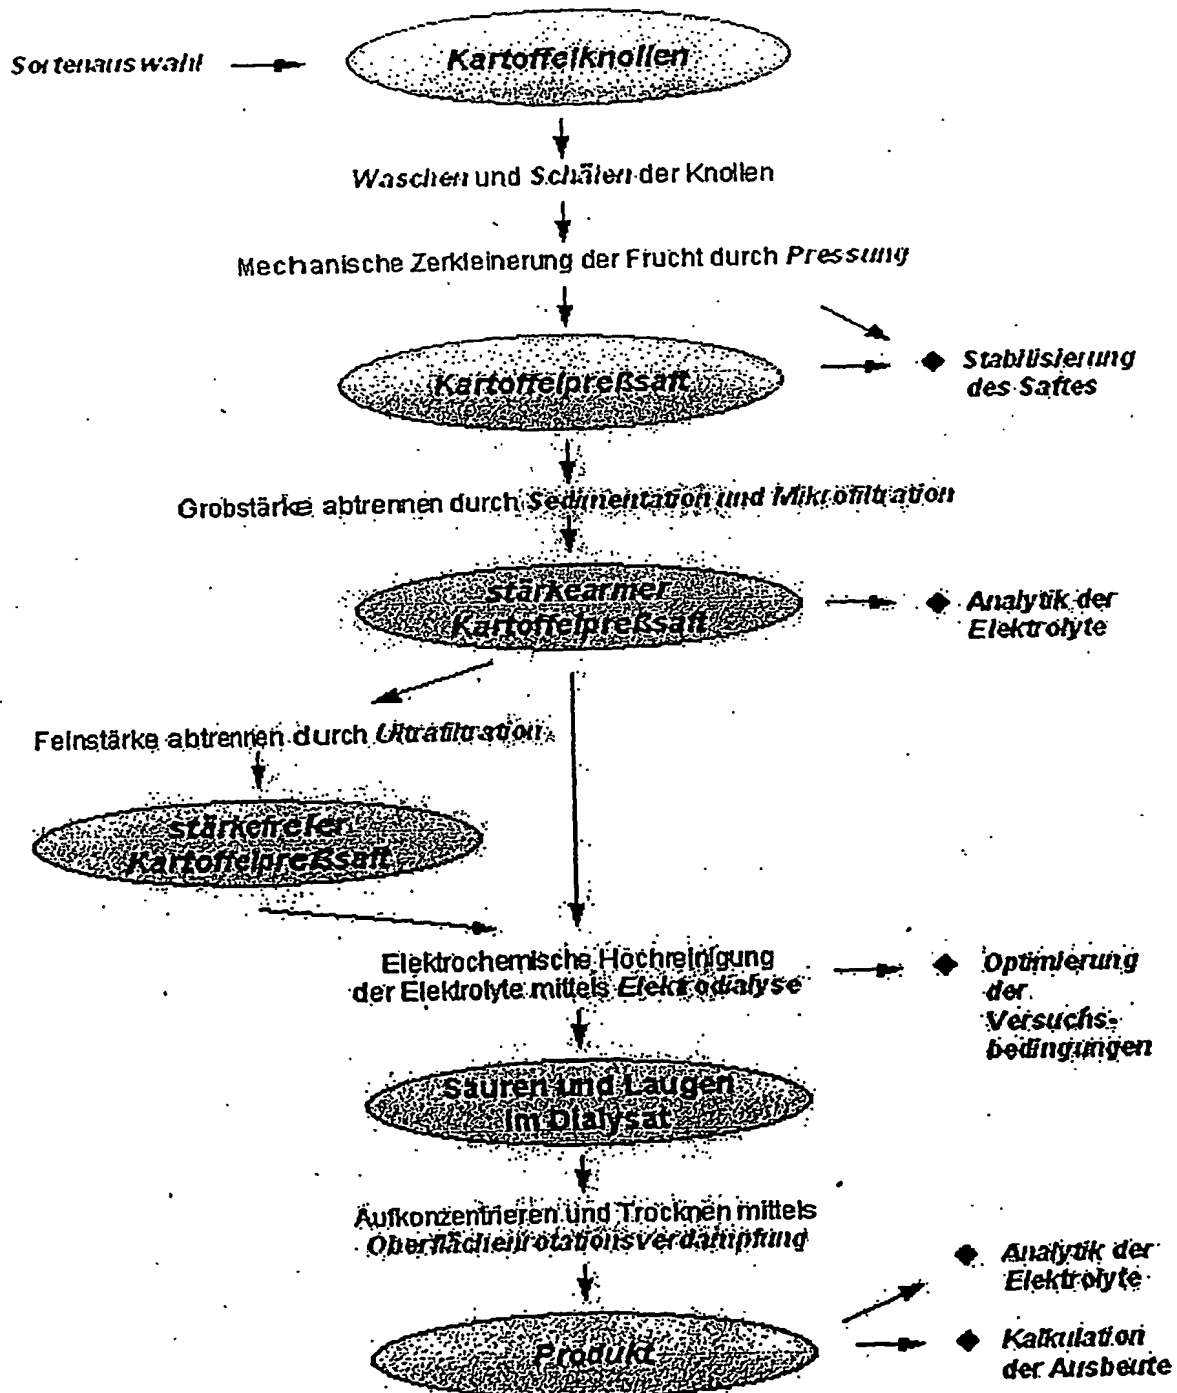 Sortenauswahl
Kartoffelknollen
Waschen und Schälen der Knollen
Mechanische Zerkleinerung der Frucht durch Pressung
Kartoffelpreßsaft
Stabilisierung
des Saftes
Grobstärke abtrennen durch Sedimentation und Mikrofiltration
stärkearmer
Kartoffelpreßsaft
Analytik der
Elektrolyte
Feinstärke abtrennen durch Ultrafiltration
stärkefreier
Kartoffelpreßsaft
Elektrochemische Hochreinigung
der Elektrolyte mittels Elektrodialyse
Optimierung
der
Versuchs-
bedingungen
Säuren und Laugen
im Dialysat
Aufkonzentrieren und Trocknen mittels
Oberflächenrotationsverdampfung
Analytik der
Elektrolyte
Produkt
Kalkulation
der Ausbeute